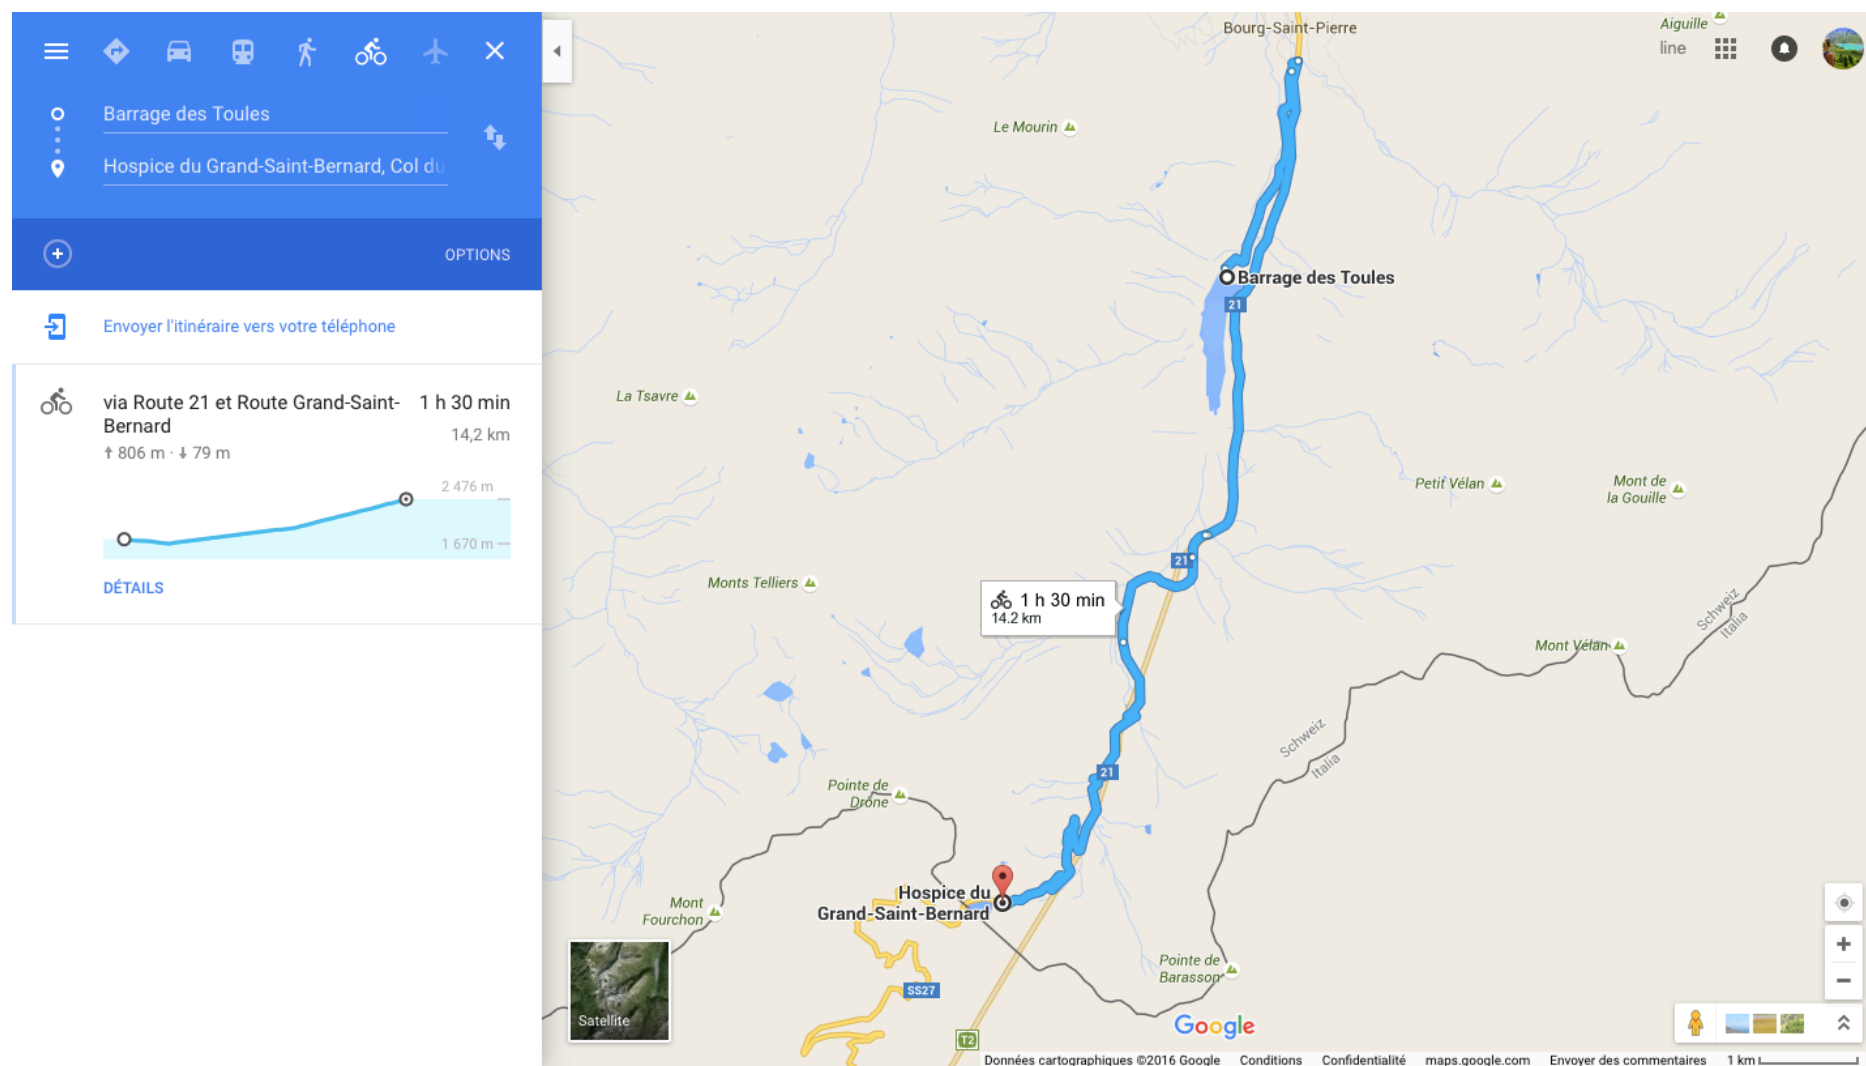 Barrage des Toules
Hospice du Grand-Saint-Bernard, Col du
OPTIONS
Envoyer l'itinéraire vers votre téléphone
via Route 21 et Route Grand-Saint-
Bernard
1 h 30 min
14,2 km
806 m · 79 m
2 476 m
1 670 m
DÉTAILS
Bourg-Saint-Pierre
Aiguille
line
Le Mourin
Barrage des Toules
21
La Tsavre
Petit Vélan
Mont de
la Gouille
21
Monts Telliers
1 h 30 min
14.2 km
Schweiz
Italia
Mont Vélan
Schweiz
Italia
21
Pointe de
Drône
Hospice du
Grand-Saint-Bernard
Mont
Fourchon
Pointe de
Barasson
SS27
Satellite
T2
Google
Données cartographiques ©2016 Google Conditions Confidentialité maps.google.com Envoyer des commentaires 1 km